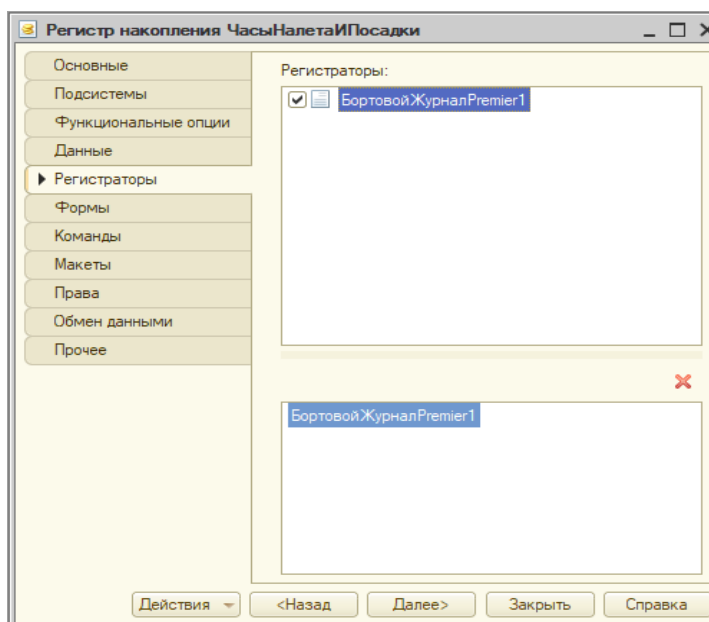 Регистр накопления ЧасыНалетаИПосадки
Основные
Подсистемы
Функциональные опции
Данные
Регистраторы
Формы
Команды
Макеты
Права
Обмен данными
Прочее
Регистраторы:
БортовойЖурналPremier1
БортовойЖурналPremier1
Действия
<Назад
Далее>
Закрыть
Справка